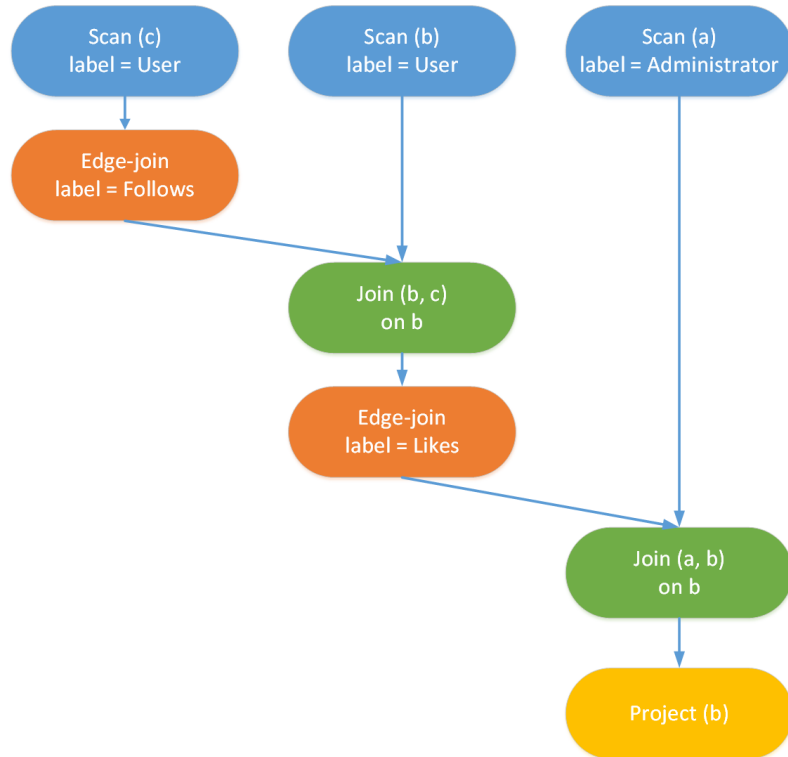 Scan (c)
label = User
Scan (b)
label = User
Scan (a)
label = Administrator
Edge-join
label = Follows
Join (b, c)
on b
Edge-join
label = Likes
Join (a, b)
on b
Project (b)